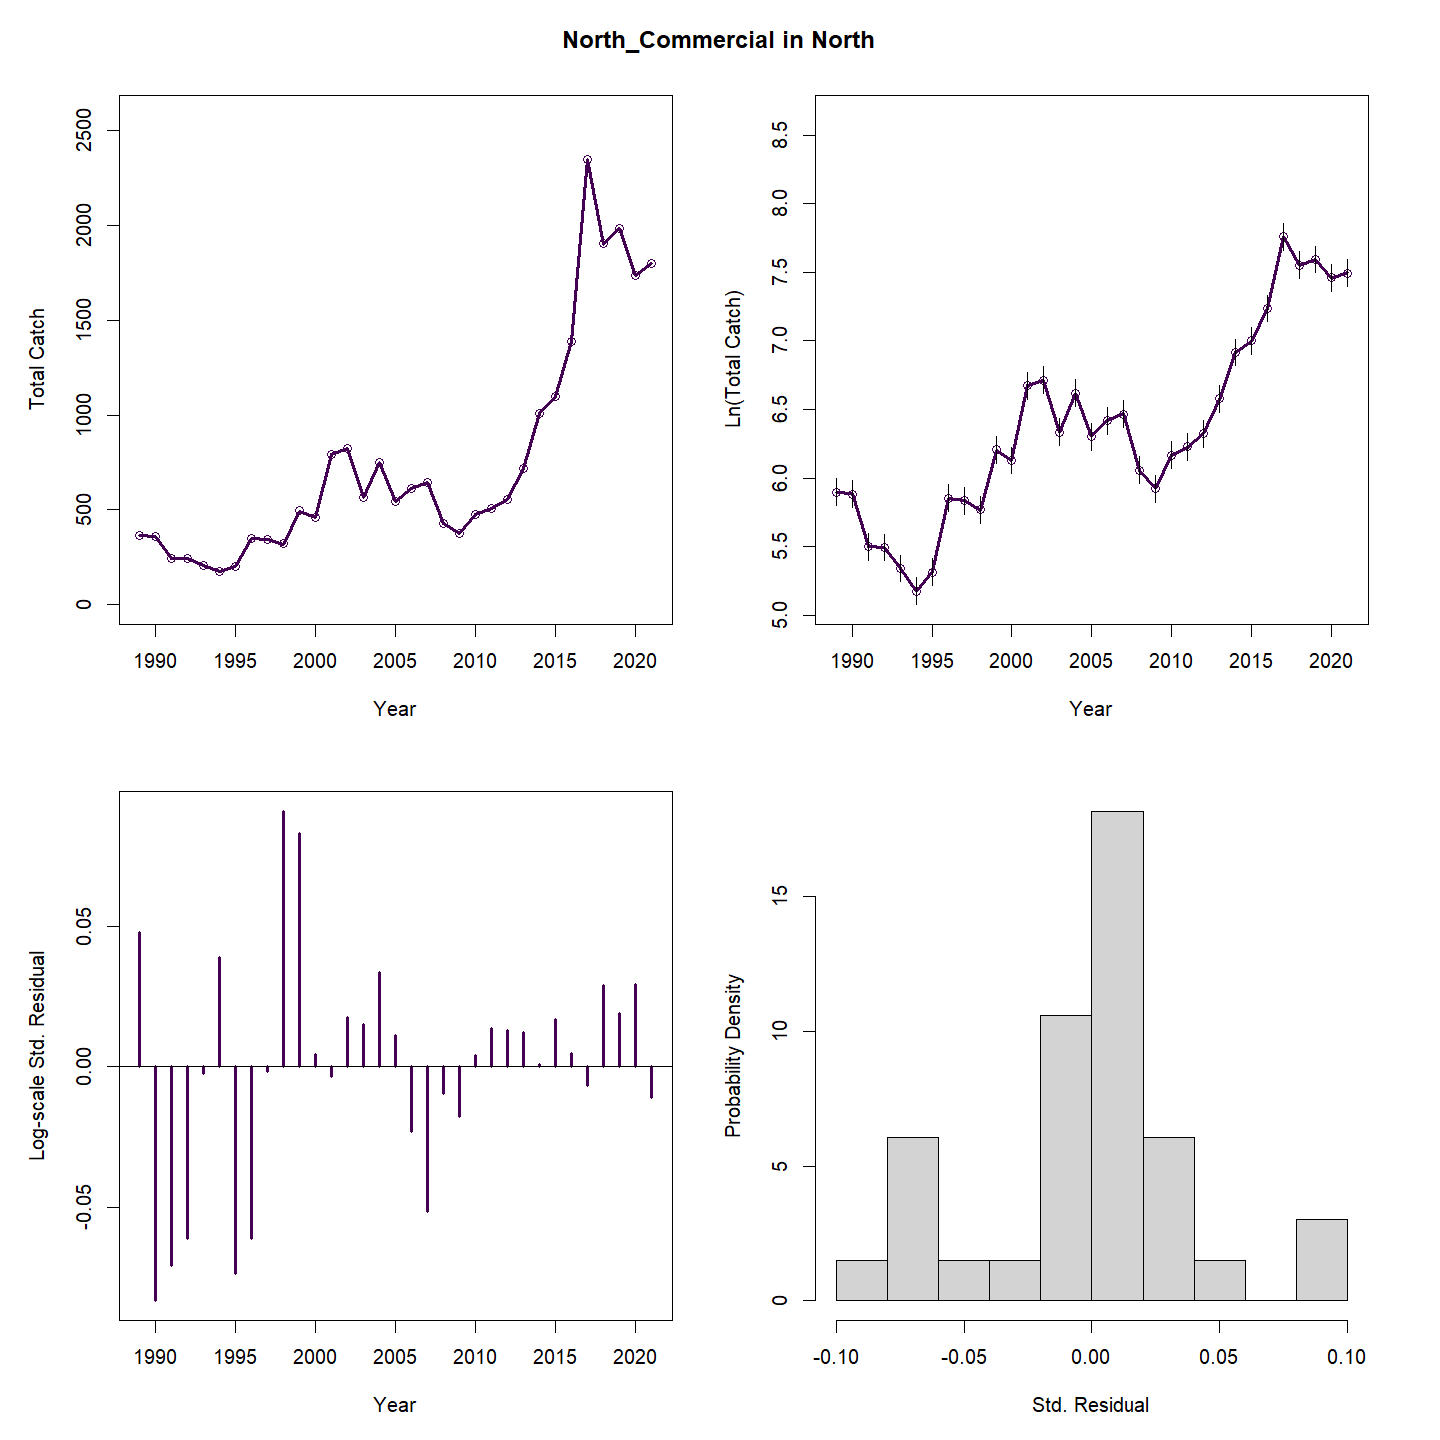 North_Commercial in North
Total Catch
0 500 1000 1500 2000 2500
1990 1995 2000 2005 2010 2015 2020
Year
Ln(Total Catch)
5.0 5.5 6.0 6.5 7.0 7.5 8.0 8.5
1990 1995 2000 2005 2010 2015 2020
Year
Log-scale Std. Residual
-0.05 0.00 0.05
1990 1995 2000 2005 2010 2015 2020
Year
Probability Density
0 5 10 15
-0.10 -0.05 0.00 0.05 0.10
Std. Residual